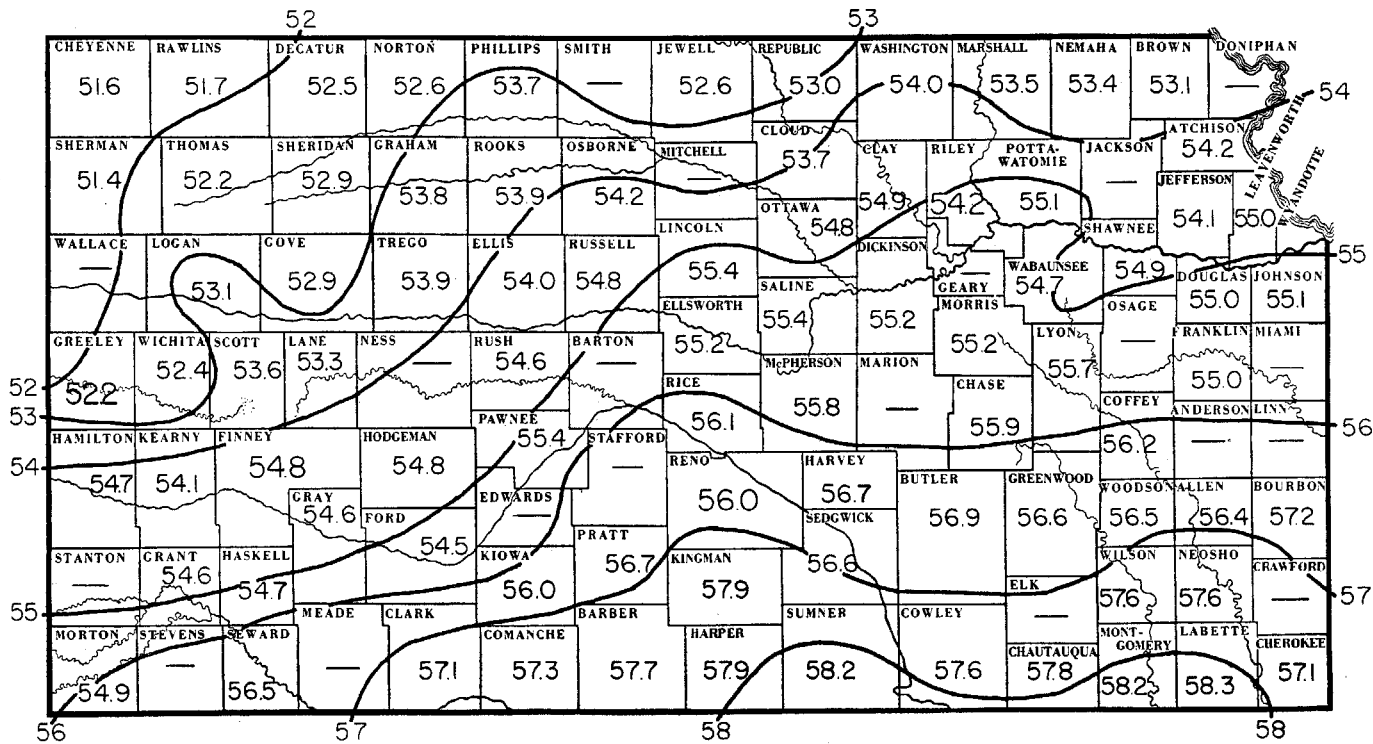 52 53
CHEYENNE RAWLINS DECATUR NORTON PHILLIPS SMITH JEWELL REPUBLIC WASHINGTON MARSHALL NEMAHA BROWN DONIPHAN
51.6 51.7 52.5 52.6 53.7 — 52.6 53.0 54.0 53.5 53.4 53.1 —
54
CLOUD ATCHISON
53.7 54.2
SHERMAN THOMAS SHERIDAN GRAHAM ROOKS OSBORNE MITCHELL CLAY RILEY POTTA-
WATOMIE JACKSON LEAVENWORTH
51.4 52.2 52.9 53.8 53.9 54.2 — 54.9 54.2 55.1 — 55.0
JEFFERSON WYANDOTE
54.1
OTTAWA
54.8
LINCOLN SHAWNEE
55.4 54.9
WALLACE LOGAN GOVE TREGO ELLIS RUSSELL DICKINSON
— 53.1 52.9 53.9 54.0 54.8 55.2
55
WABAUNSEE
54.7
GEARY
—
DOUGLAS JOHNSON
55.0 55.1
SALINE
55.4
ELLSWORTH MORRIS OSAGE
55.2 55.2 —
GREELEY WICHITA SCOTT LANE NESS RUSH BARTON LYON FRANKLIN MIAMI
52.2 52.4 53.6 53.3 — 54.6 — 55.7 55.0 —
McPHERSON MARION
55.8 —
52
RICE CHASE
56.1 55.9
53
COFFEY ANDERSON LINN
56.2 — —
PAWNEE
55.4
56
HAMILTON KEARNY FINNEY HODGEMAN STAFFORD
54.7 54.1 54.8 54.8 —
54
RENO HARVEY
56.0 56.7
BUTLER GREENWOOD
56.9 56.6
WOODSON ALLEN BOURBON
56.5 56.4 57.2
GRAY EDWARDS
54.6 —
FORD SEDGWICK
54.5 56.6
PRATT
56.7
STANTON GRANT HASKELL KIOWA KINGMAN WILSON NEOSHO
— 54.6 54.7 56.0 57.9 57.6 57.6
CRAWFORD
—
ELK
—
57
55
MEADE CLARK BARBER SUMNER COWLEY
— 57.1 57.7 58.2 57.6
MORTON STEVENS SEWARD COMANCHE HARPER MONT-
GOMERY LABETTE
54.9 — 56.5 57.3 57.9 58.2 58.3
CHAUTAUQUA CHEROKEE
57.8 57.1
56 57 58 58